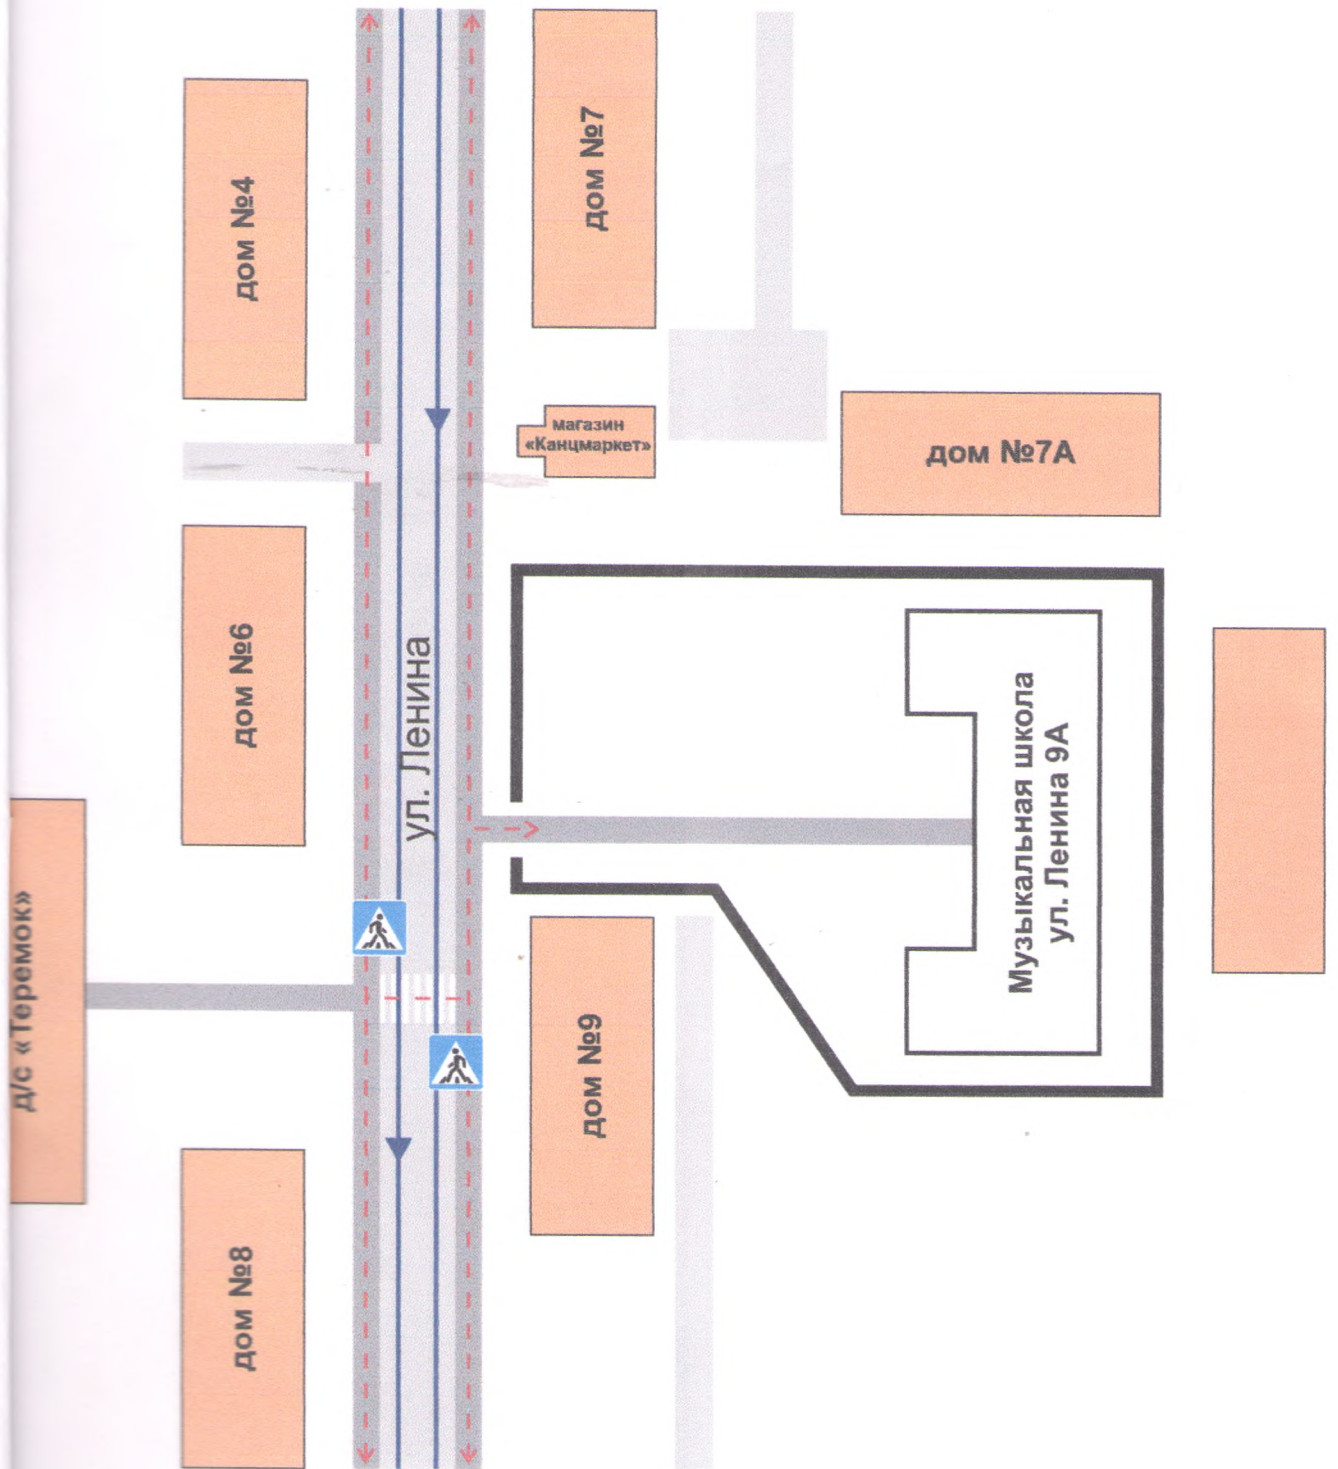 дом №4
дом №7
магазин
«Канцмаркет»
дом №7А
дом №6
ул. Ленина
Музыкальная школа
ул. Ленина 9А
д/с «Теремок»
дом №9
дом №8